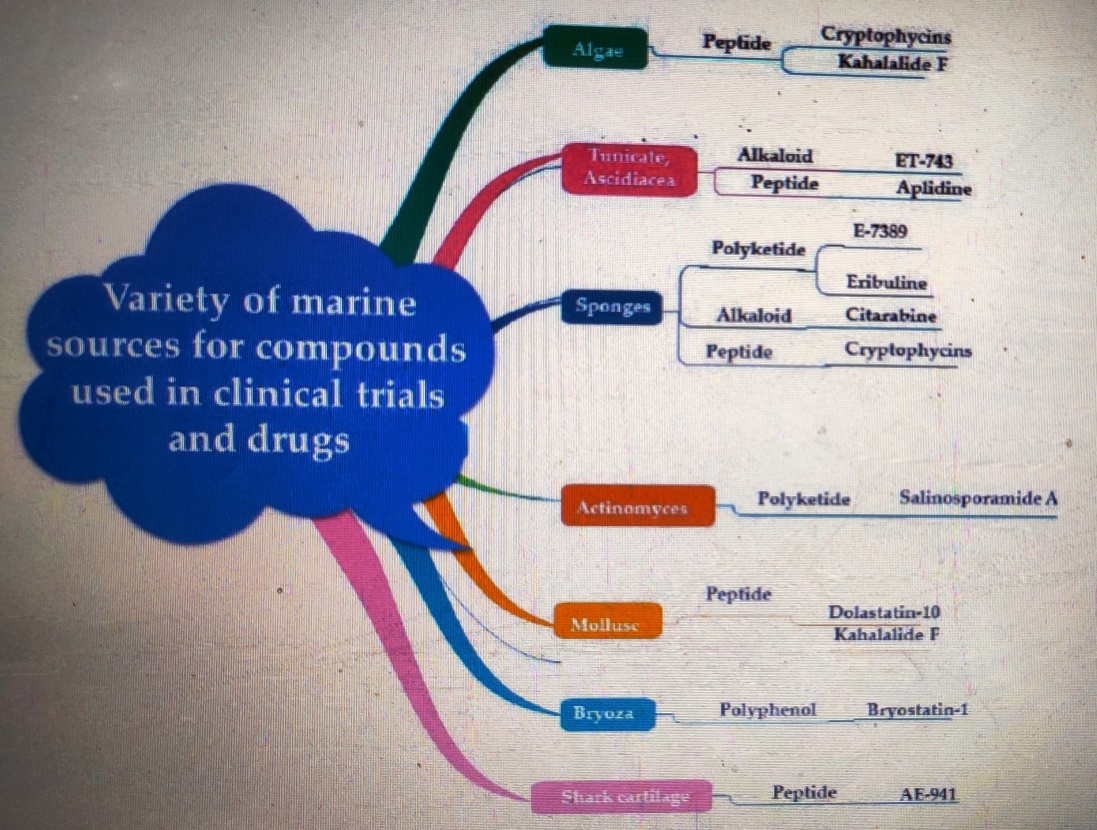 Variety of marine
sources for compounds
used in clinical trials
and drugs
Algae
Peptide
Cryptophycins
Kahalalide F
Tunicate,
Ascidiacea
Alkaloid ET-743
Peptide Aplidine
Sponges
Polyketide
E-7389
Eribuline
Alkaloid Citarabine
Peptide Cryptophycins
Actinomyces
Polyketide Salinosporamide A
Mollusc
Peptide
Dolastatin-10
Kahalalide F
Bryoza
Polyphenol Bryostatin-1
Shark cartilage
Peptide AE-941